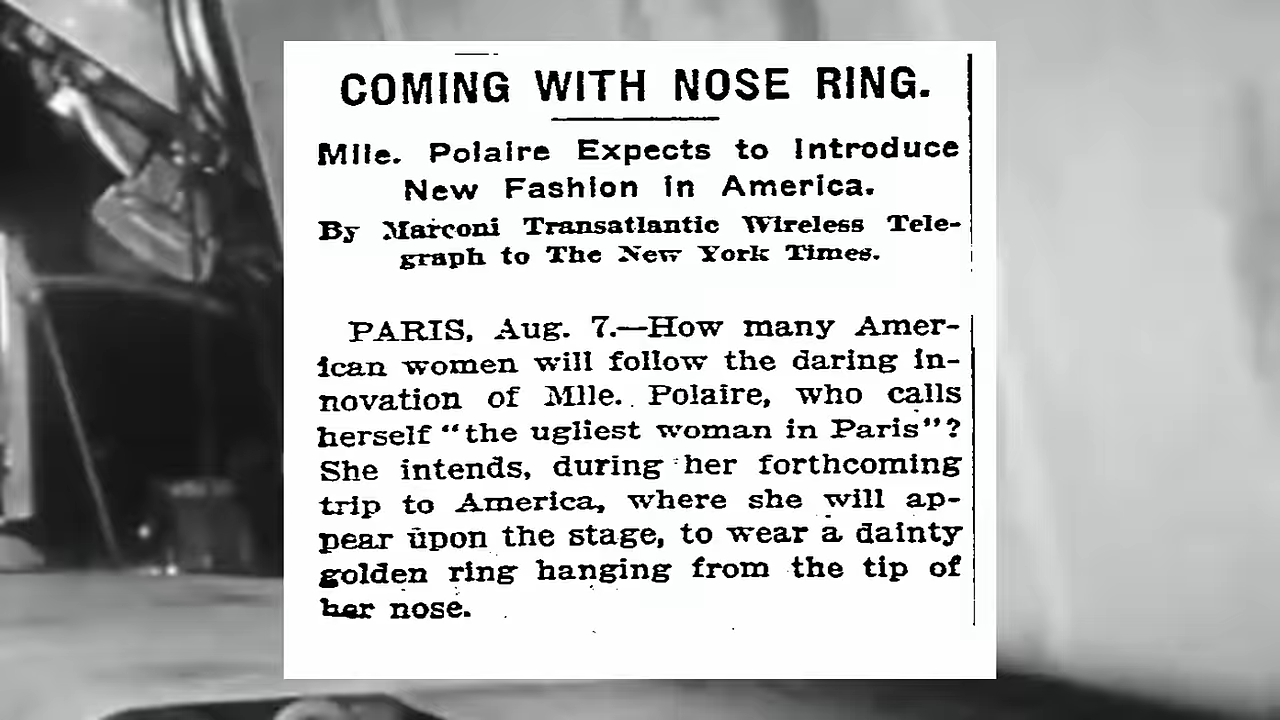 COMING WITH NOSE RING.
Mlle. Polaire Expects to Introduce
New Fashion in America.
By Marconi Transatlantic Wireless Tele-
graph to The New York Times.
PARIS, Aug. 7.—How many Amer-
ican women will follow the daring in-
novation of Mlle. Polaire, who calls
herself "the ugliest woman in Paris"?
She intends, during her forthcoming
trip to America, where she will ap-
pear upon the stage, to wear a dainty
golden ring hanging from the tip of
her nose.